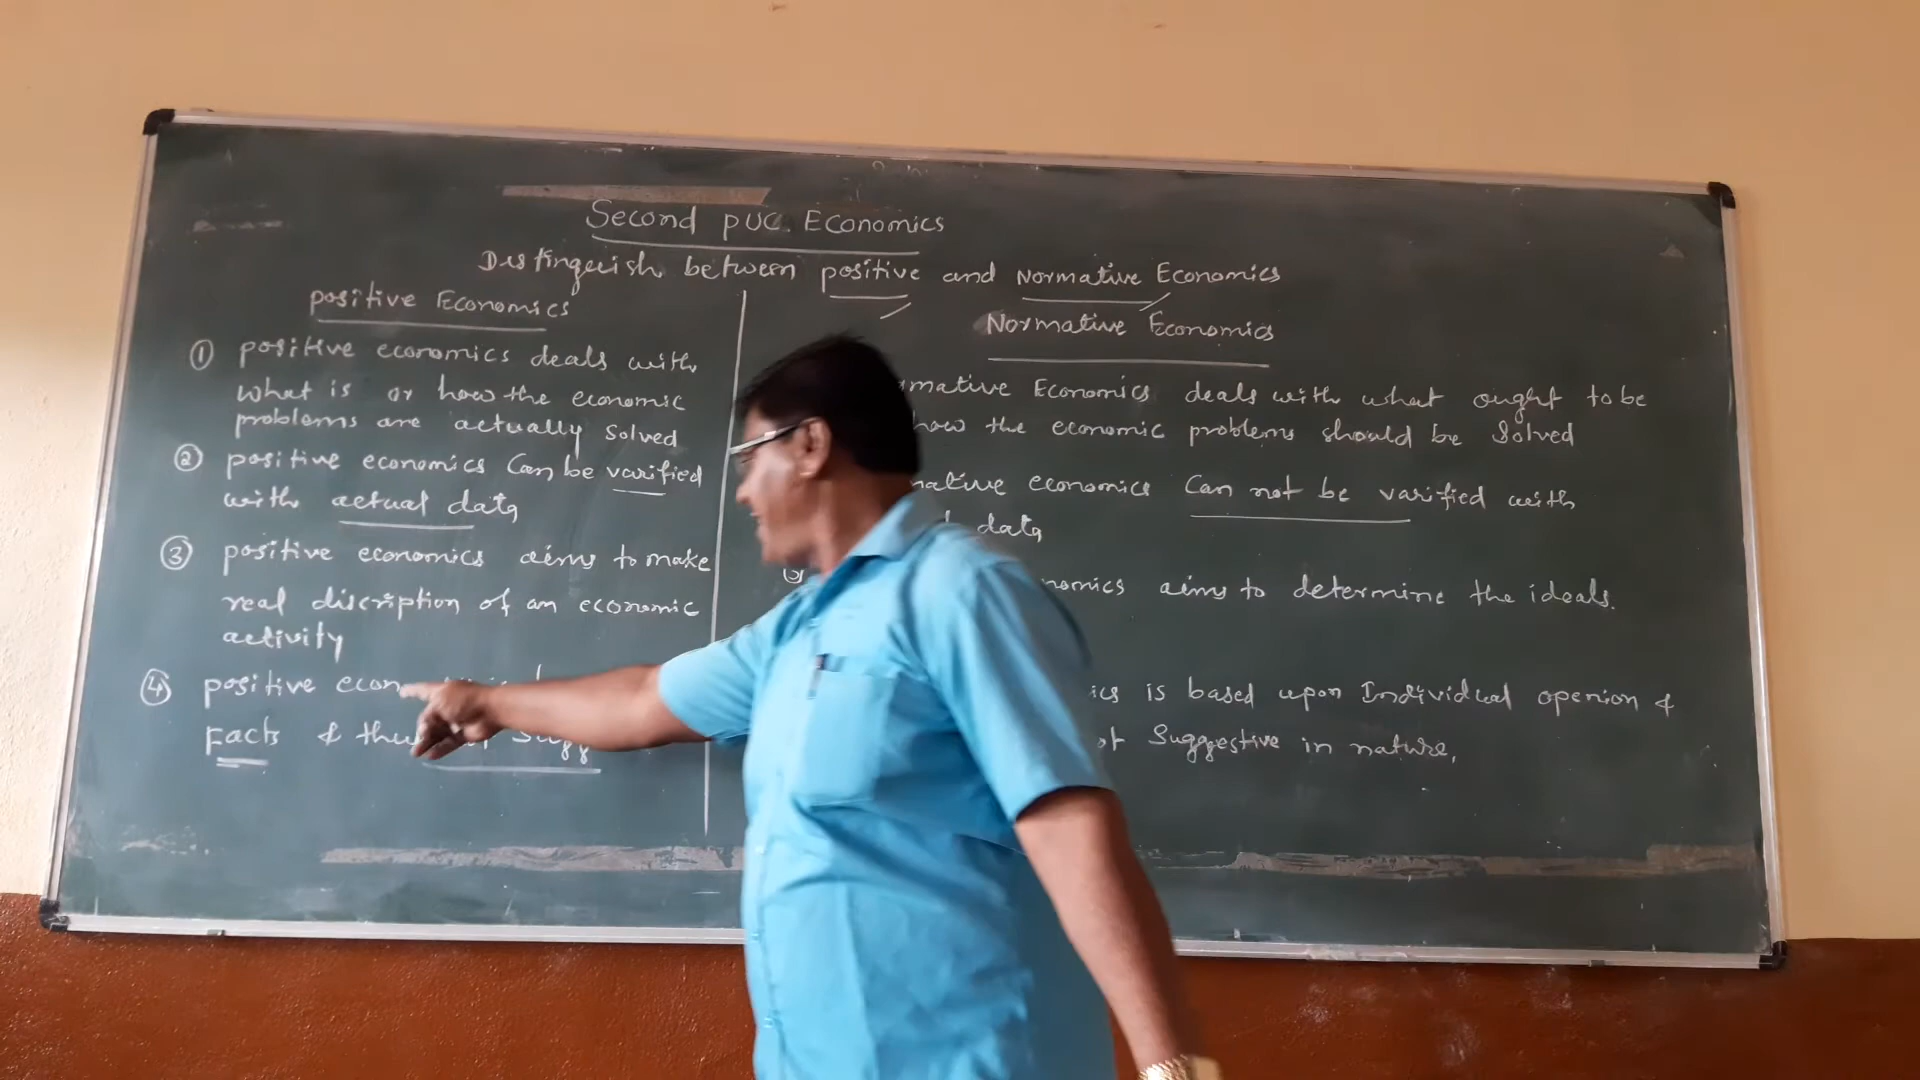 Second PUC. Economics
Distinguish between positive and Normative Economics
positive Economics
① positive economics deals with
what is or how the economic
problems are actually solved
② positive economics can be varified
with actual data
③ positive economics aims to make
real discription of an economic
activity
④ positive
Facts &
Normative Economics
Economics deals with what ought to be
how the economic problems should be solved
economics can not be varified with
data
aims to determine the ideals.
is based upon Individual openion &
Suggestive in nature,